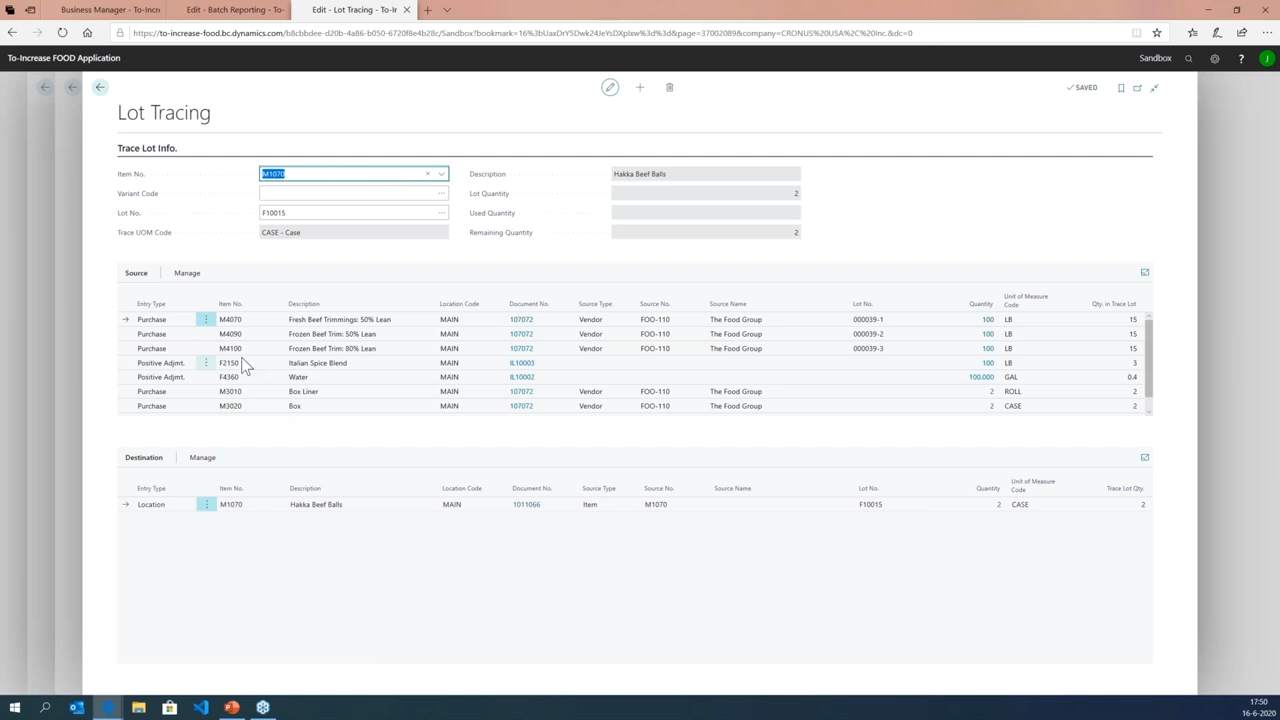 Business Manager - To-Incre
Edit - Batch Reporting - To-
Edit - Lot Tracing - To-Ir
https://to-increase-food.bc.dynamics.com/b8cbbdee-d20b-4a86-b050-6720f8e4b28c/Sandbox?bookmark=16%3bUAxDrY5Dwk24JeYsDXpIxw%3d%3d&page=37002089&company=CRONUS%20USA%2C%20Inc.&dc=0
To-Increase FOOD Application
Sandbox
?
J
SAVED
Lot Tracing
Trace Lot Info.
Item No. M1070 Description Hakka Beef Balls
Variant Code Lot Quantity 2
Lot No. F10015 Used Quantity
Trace UOM Code CASE - Case Remaining Quantity 2
Source Manage
Entry Type Item No. Description Location Code Document No. Source Type Source No. Source Name Lot No. Quantity Unit of Measure Code Qty. in Trace Lot
Purchase M4070 Fresh Beef Trimmings: 50% Lean MAIN 107072 Vendor FOO-110 The Food Group 000039-1 100 LB 15
Purchase M4090 Frozen Beef Trim: 50% Lean MAIN 107072 Vendor FOO-110 The Food Group 000039-2 100 LB 15
Purchase M4100 Frozen Beef Trim: 80% Lean MAIN 107072 Vendor FOO-110 The Food Group 000039-3 100 LB 15
Positive Adjmt. F2150 Italian Spice Blend MAIN IL10003 100 LB 3
Positive Adjmt. F4360 Water MAIN IL10002 100,000 GAL 0.4
Purchase M3010 Box Liner MAIN 107072 Vendor FOO-110 The Food Group 2 ROLL 2
Purchase M3020 Box MAIN 107072 Vendor FOO-110 The Food Group 2 CASE 2
Destination Manage
Entry Type Item No. Description Location Code Document No. Source Type Source No. Source Name Lot No. Quantity Unit of Measure Code Trace Lot Qty.
Location M1070 Hakka Beef Balls MAIN 1011066 Item M1070 F10015 2 CASE 2
17:50
16-6-2020